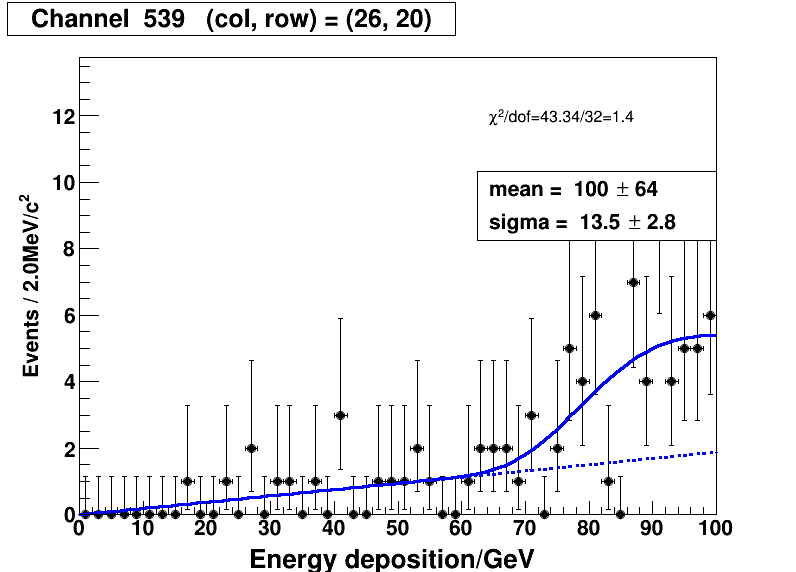 Channel 539 (col, row) = (26, 20)
χ²/dof=43.34/32=1.4
mean = 100 ± 64
sigma = 13.5 ± 2.8
Events / 2.0MeV/c²
12
10
8
6
4
2
0
0 10 20 30 40 50 60 70 80 90 100
Energy deposition/GeV